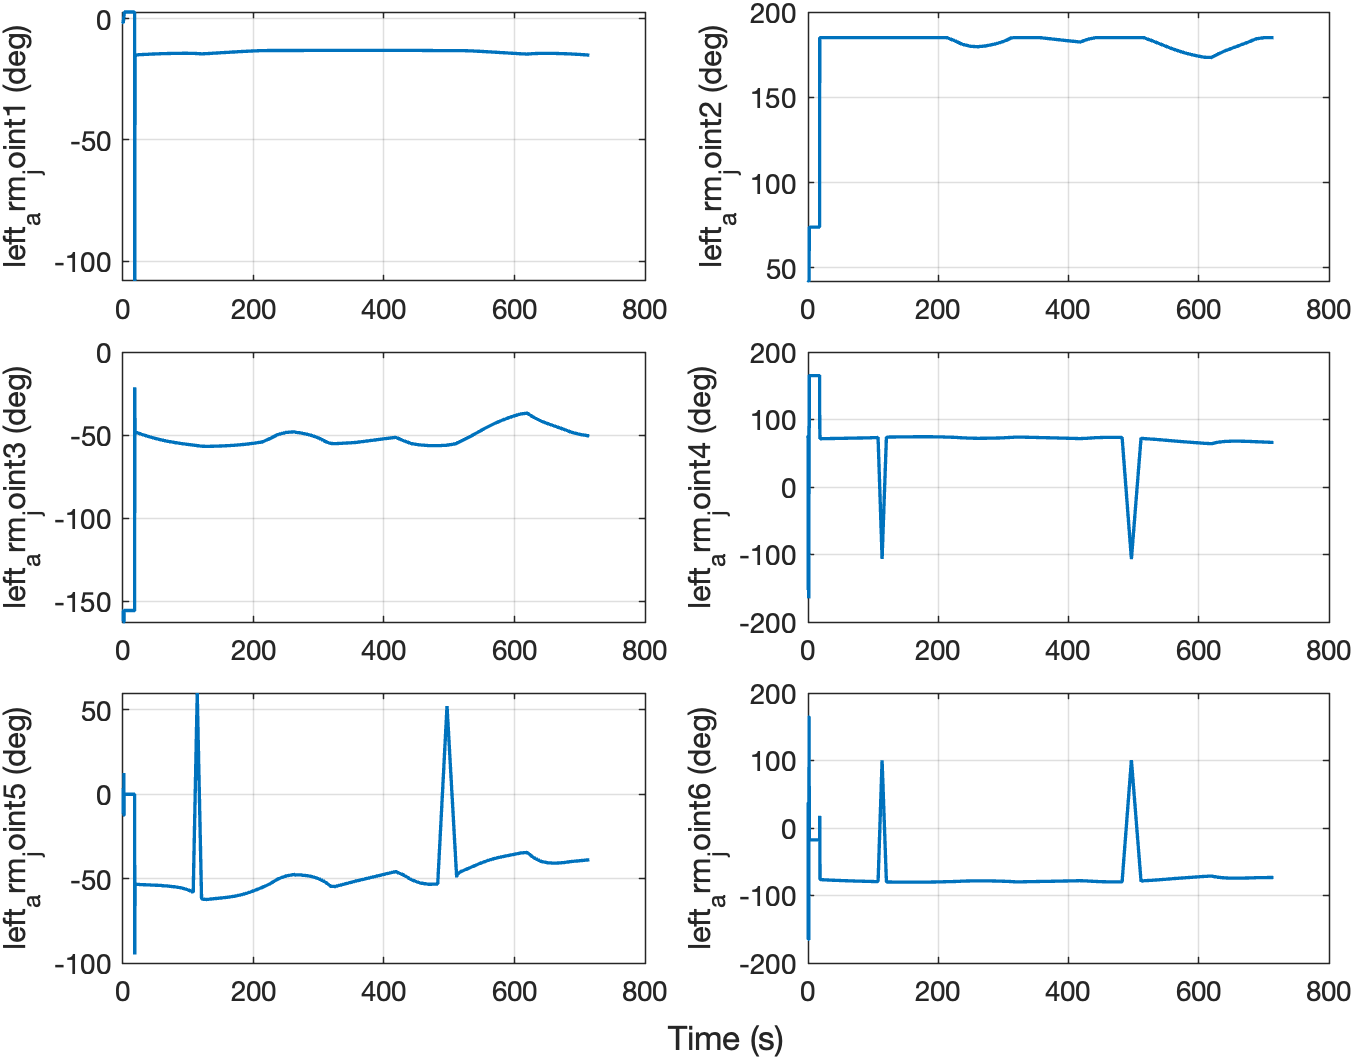 left_arm_joint1 (deg)
0
-50
-100
0 200 400 600 800
left_arm_joint2 (deg)
200
150
100
50
0 200 400 600 800
left_arm_joint3 (deg)
0
-50
-100
-150
0 200 400 600 800
left_arm_joint4 (deg)
200
100
0
-100
-200
0 200 400 600 800
left_arm_joint5 (deg)
50
0
-50
-100
0 200 400 600 800
left_arm_joint6 (deg)
200
100
0
-100
-200
0 200 400 600 800
Time (s)